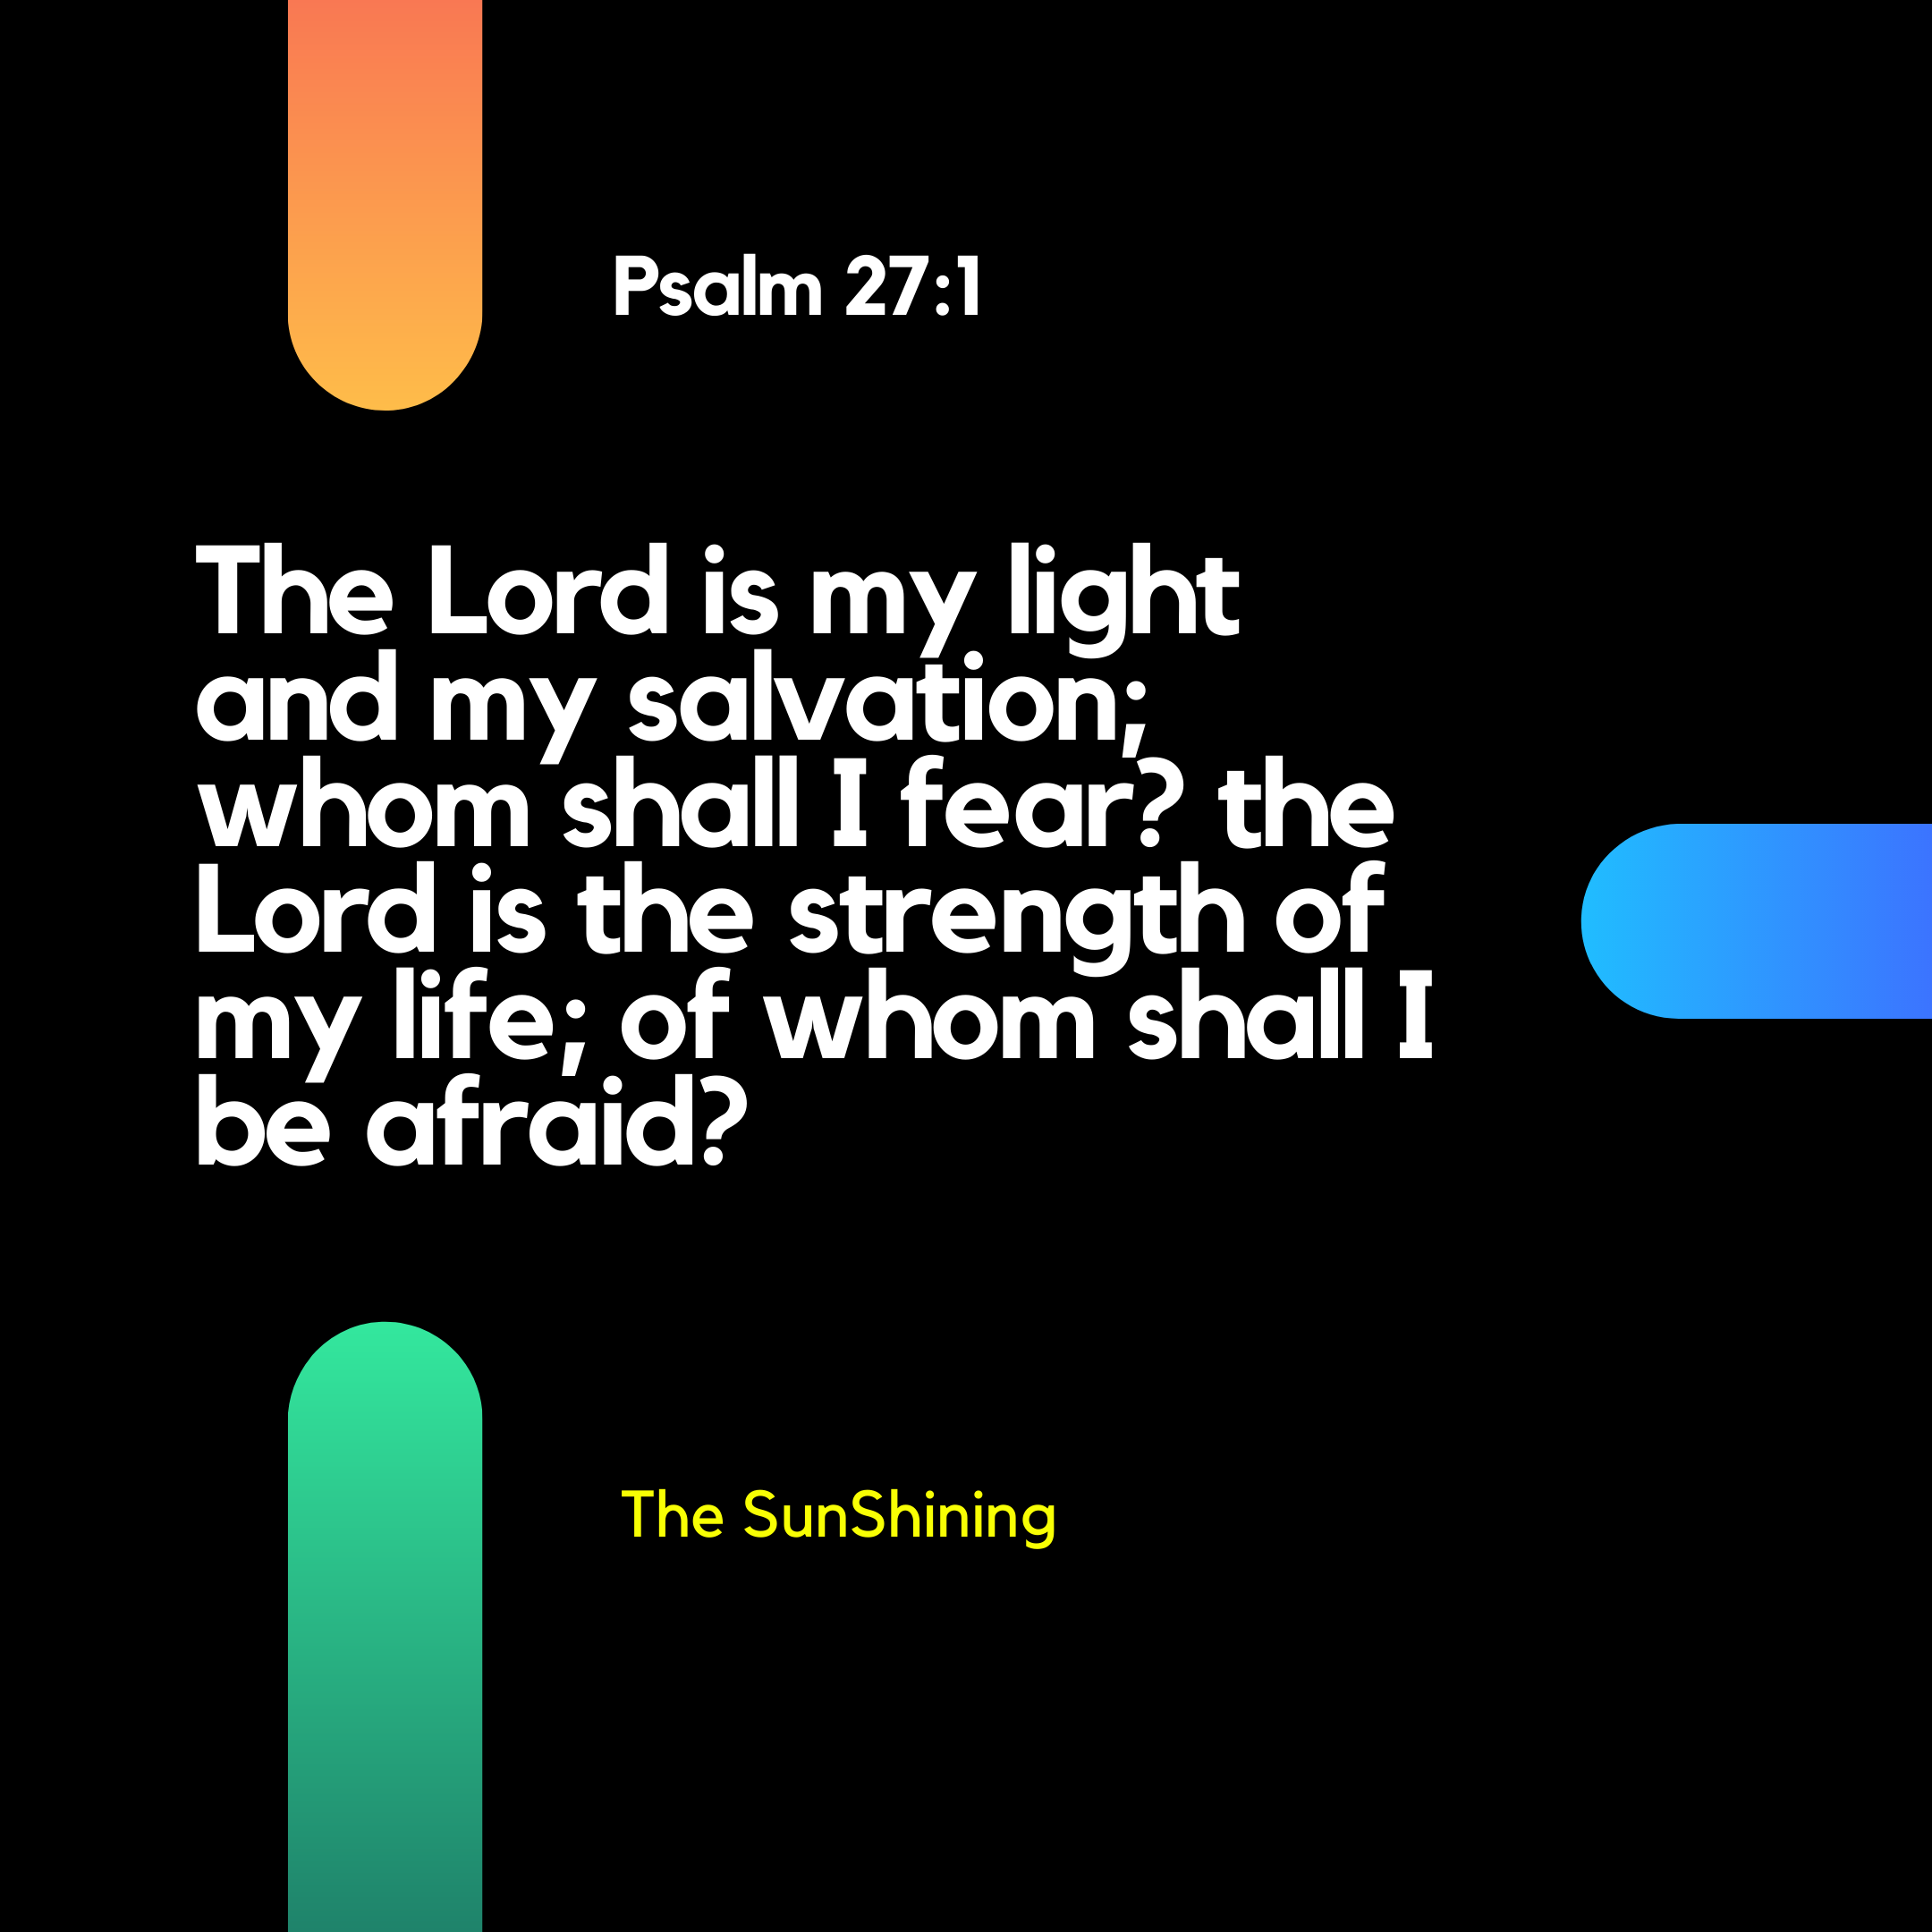 Psalm 27:1
The Lord is my light
and my salvation;
whom shall I fear? the
Lord is the strength of
my life; of whom shall I
be afraid?
The SunShining